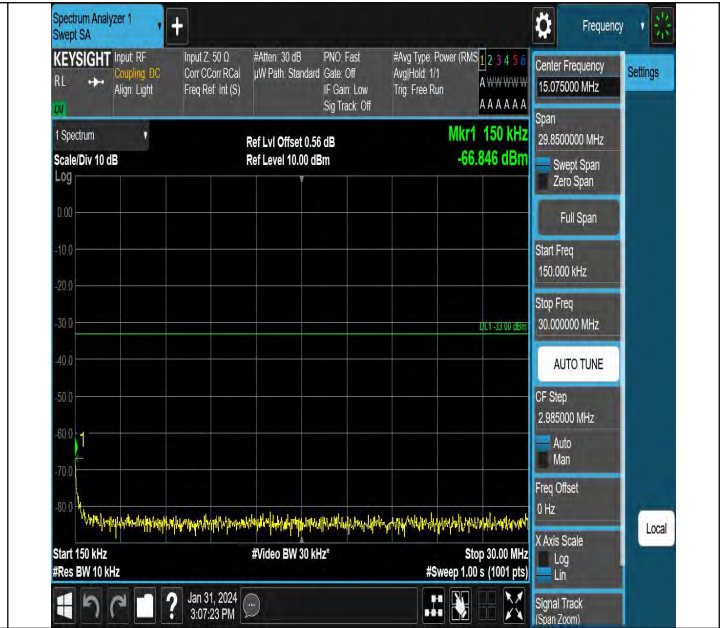 Spectrum Analyzer 1
Swept SA
+
Frequency
KEYSIGHT
RL
LXI
Input: RF
Coupling: DC
Align: Light
Input Z: 50 Ω
Corr CCorr RCal
Freq Ref: Int (S)
#Atten: 30 dB
µW Path: Standard
PNO: Fast
Gate: Off
IF Gain: Low
Sig Track: Off
#Avg Type: Power (RMS
Avg|Hold: 1/1
Trig: Free Run
1 2 3 4 5 6
A W W W W W
A A A A A A
1 Spectrum
Scale/Div 10 dB
Log
Ref Lvl Offset 0.56 dB
Ref Level 10.00 dBm
Mkr1 150 kHz
-66.846 dBm
0.00
-10.0
-20.0
-30.0
DL1 -33.00 dBm
-40.0
-50.0
-60.0
1
-70.0
-80.0
Start 150 kHz
#Res BW 10 kHz
#Video BW 30 kHz*
Stop 30.00 MHz
#Sweep 1.00 s (1001 pts)
Center Frequency
15.075000 MHz
Settings
Span
29.8500000 MHz
Swept Span
Zero Span
Full Span
Start Freq
150.000 kHz
Stop Freq
30.000000 MHz
AUTO TUNE
CF Step
2.985000 MHz
Auto
Man
Freq Offset
0 Hz
X Axis Scale
Log
Lin
Local
Signal Track
(Span Zoom)
?
Jan 31, 2024
3:07:23 PM